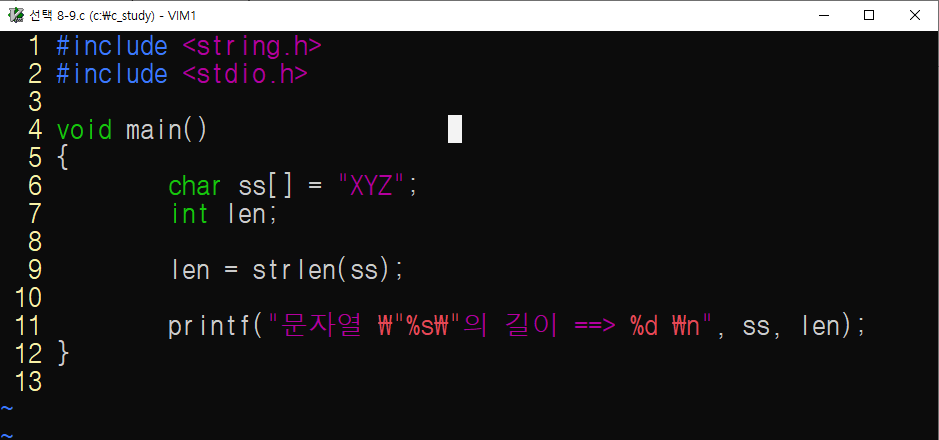 선택 8-9.c (c:₩c_study) - VIM1
1 #include <string.h>
2 #include <stdio.h>
3
4 void main()
5 {
6 char ss[] = "XYZ";
7 int len;
8
9 len = strlen(ss);
10
11 printf("문자열 ₩"%s₩"의 길이 ==> %d ₩n", ss, len);
12 }
13
~
~